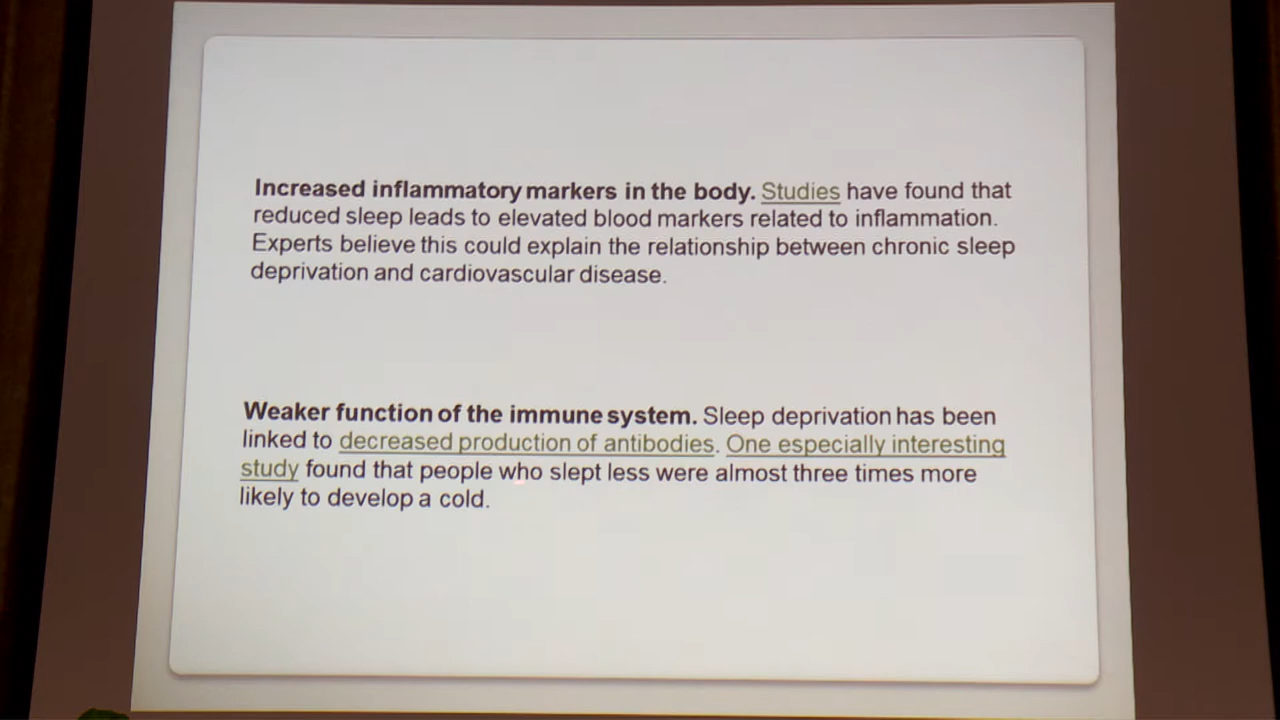 Increased inflammatory markers in the body. Studies have found that
reduced sleep leads to elevated blood markers related to inflammation.
Experts believe this could explain the relationship between chronic sleep
deprivation and cardiovascular disease.
Weaker function of the immune system. Sleep deprivation has been
linked to decreased production of antibodies. One especially interesting
study found that people who slept less were almost three times more
likely to develop a cold.